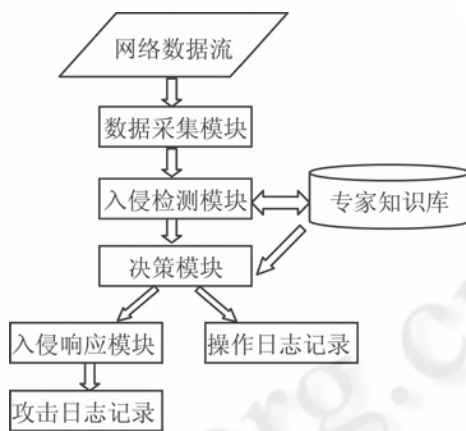 网络数据流
数据采集模块
入侵检测模块
专家知识库
决策模块
入侵响应模块
操作日志记录
攻击日志记录